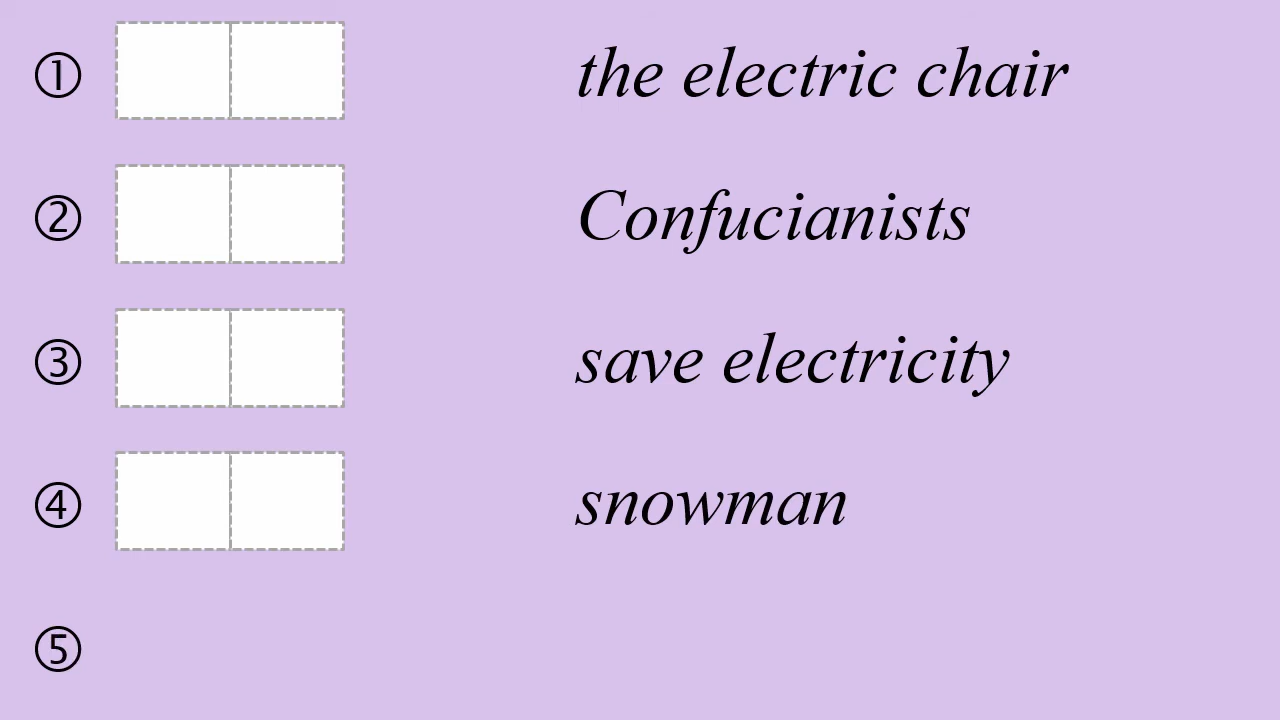 ① the electric chair
② Confucianists
③ save electricity
④ snowman
⑤